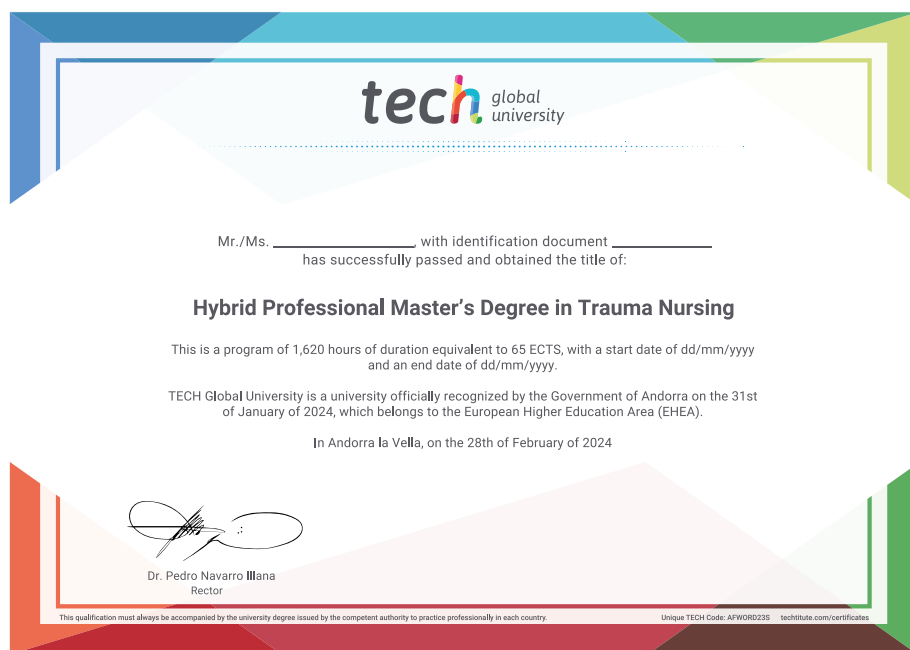 tech global
university
Mr./Ms. ____________, with identification document ____________
has successfully passed and obtained the title of:
Hybrid Professional Master’s Degree in Trauma Nursing
This is a program of 1,620 hours of duration equivalent to 65 ECTS, with a start date of dd/mm/yyyy
and an end date of dd/mm/yyyy.
TECH Global University is a university officially recognized by the Government of Andorra on the 31st
of January of 2024, which belongs to the European Higher Education Area (EHEA).
In Andorra la Vella, on the 28th of February of 2024
Dr. Pedro Navarro Illana
Rector
This qualification must always be accompanied by the university degree issued by the competent authority to practice professionally in each country.
Unique TECH Code: AFWORD23S techtitute.com/certificates